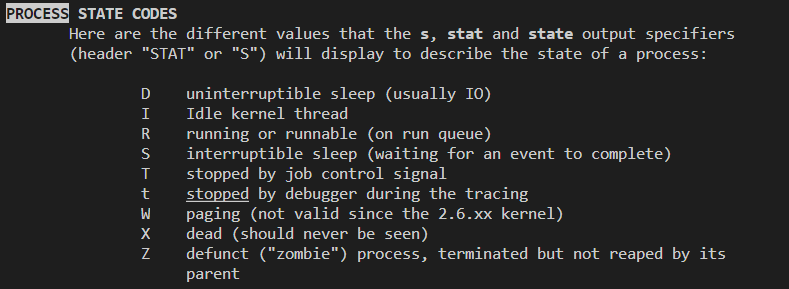 PROCESS STATE CODES
Here are the different values that the s, stat and state output specifiers
(header "STAT" or "S") will display to describe the state of a process:
D uninterruptible sleep (usually IO)
I Idle kernel thread
R running or runnable (on run queue)
S interruptible sleep (waiting for an event to complete)
T stopped by job control signal
t stopped by debugger during the tracing
W paging (not valid since the 2.6.xx kernel)
X dead (should never be seen)
Z defunct ("zombie") process, terminated but not reaped by its
parent